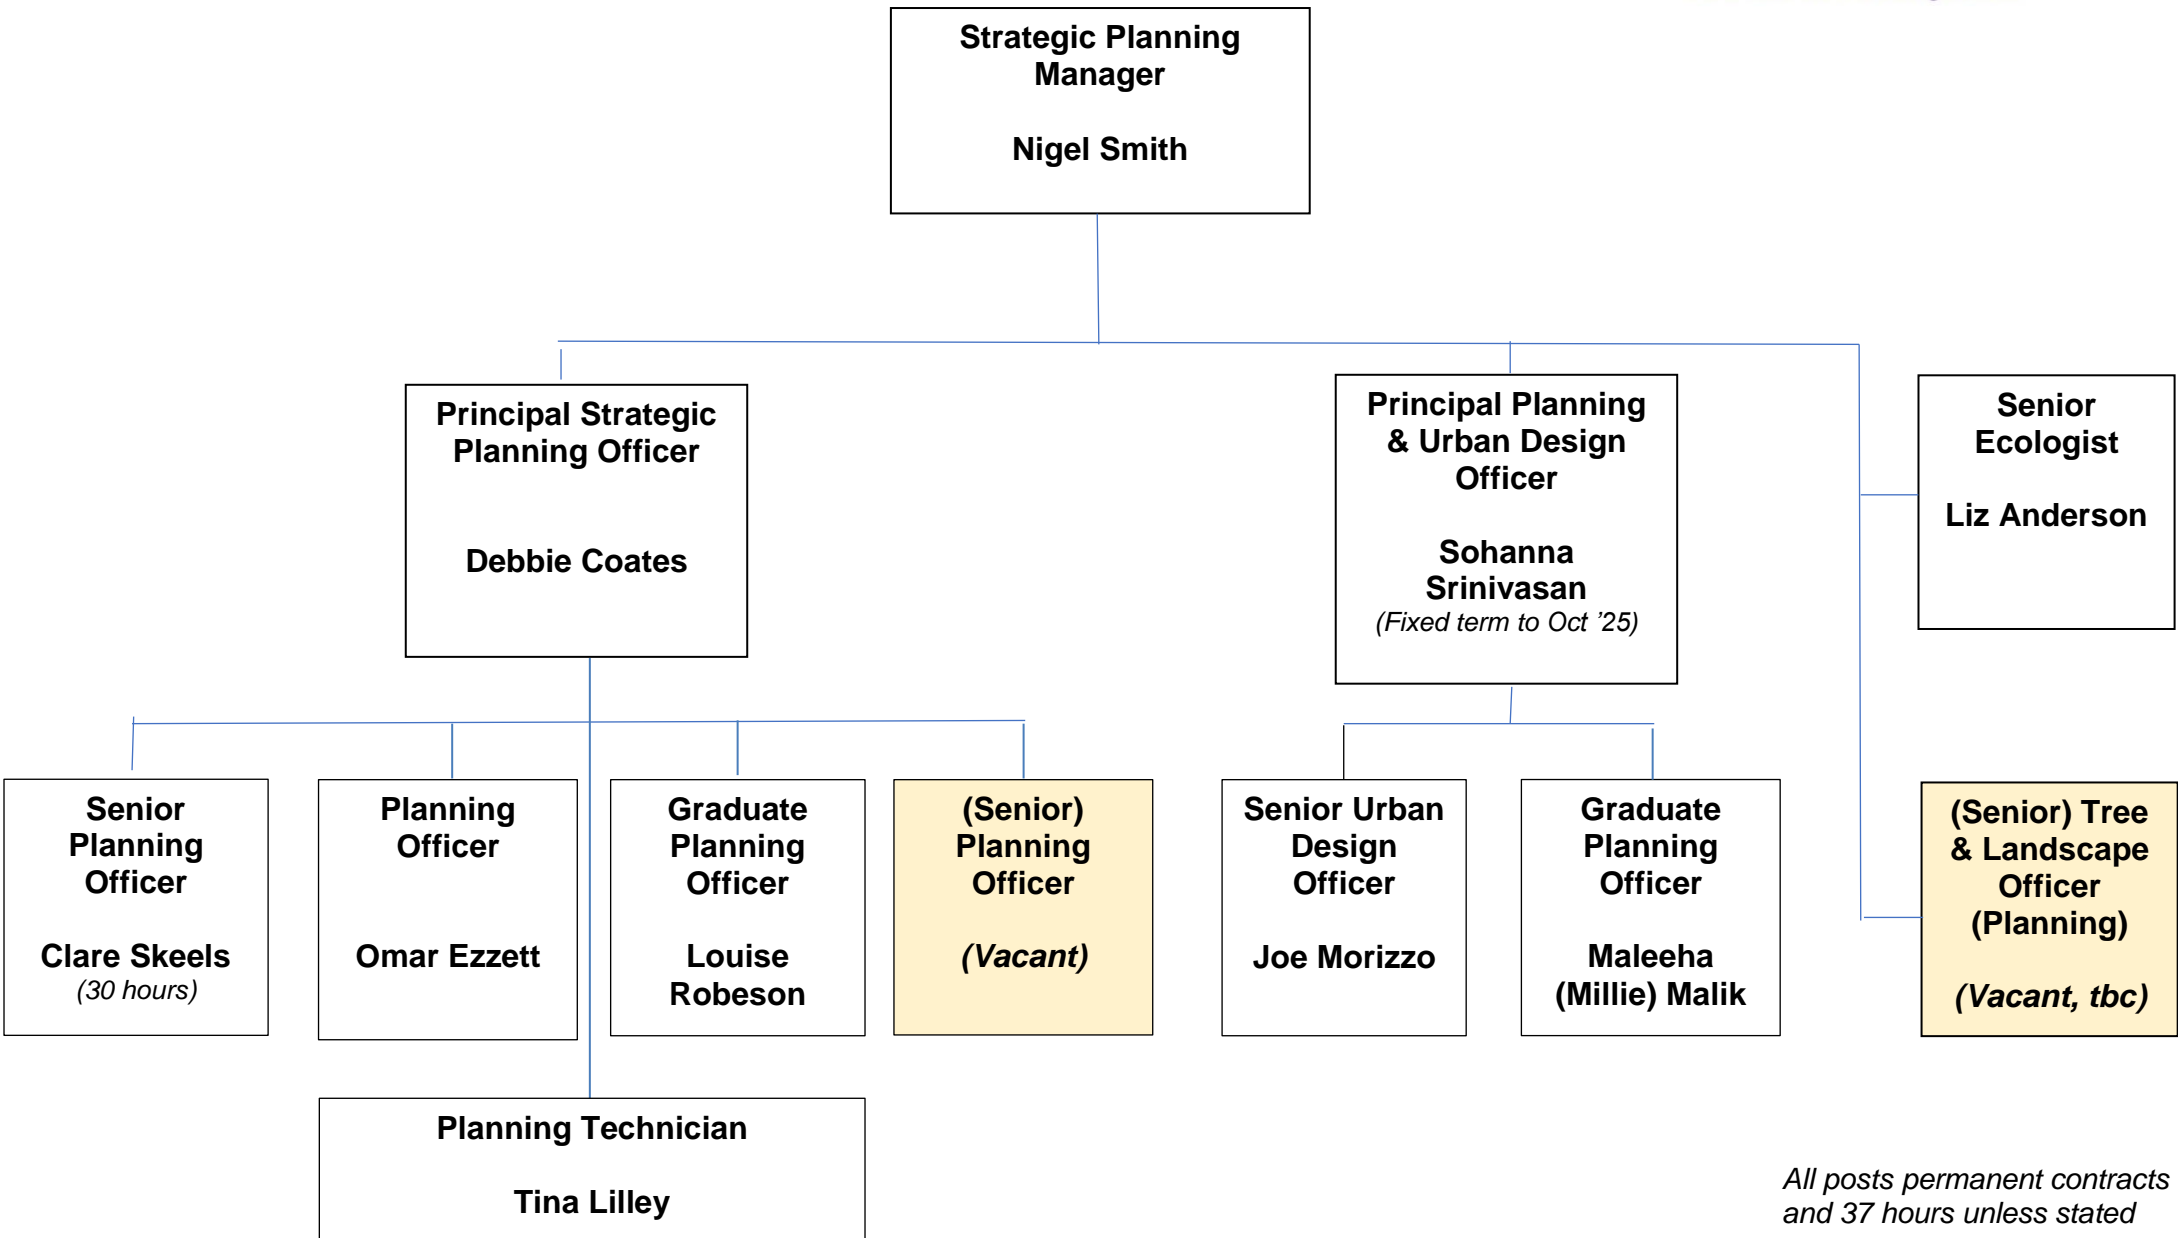 Strategic Planning
Manager
Nigel Smith
Principal Strategic
Planning Officer
Debbie Coates
Principal Planning
& Urban Design
Officer
Sohanna
Srinivasan
(Fixed term to Oct ’25)
Senior
Ecologist
Liz Anderson
Senior
Planning
Officer
Clare Skeels
(30 hours)
Planning
Officer
Omar Ezzett
Graduate
Planning
Officer
Louise
Robeson
(Senior)
Planning
Officer
(Vacant)
Senior Urban
Design
Officer
Joe Morizzo
Graduate
Planning
Officer
Maleeha
(Millie) Malik
(Senior) Tree
& Landscape
Officer
(Planning)
(Vacant, tbc)
Planning Technician
Tina Lilley
All posts permanent contracts
and 37 hours unless stated